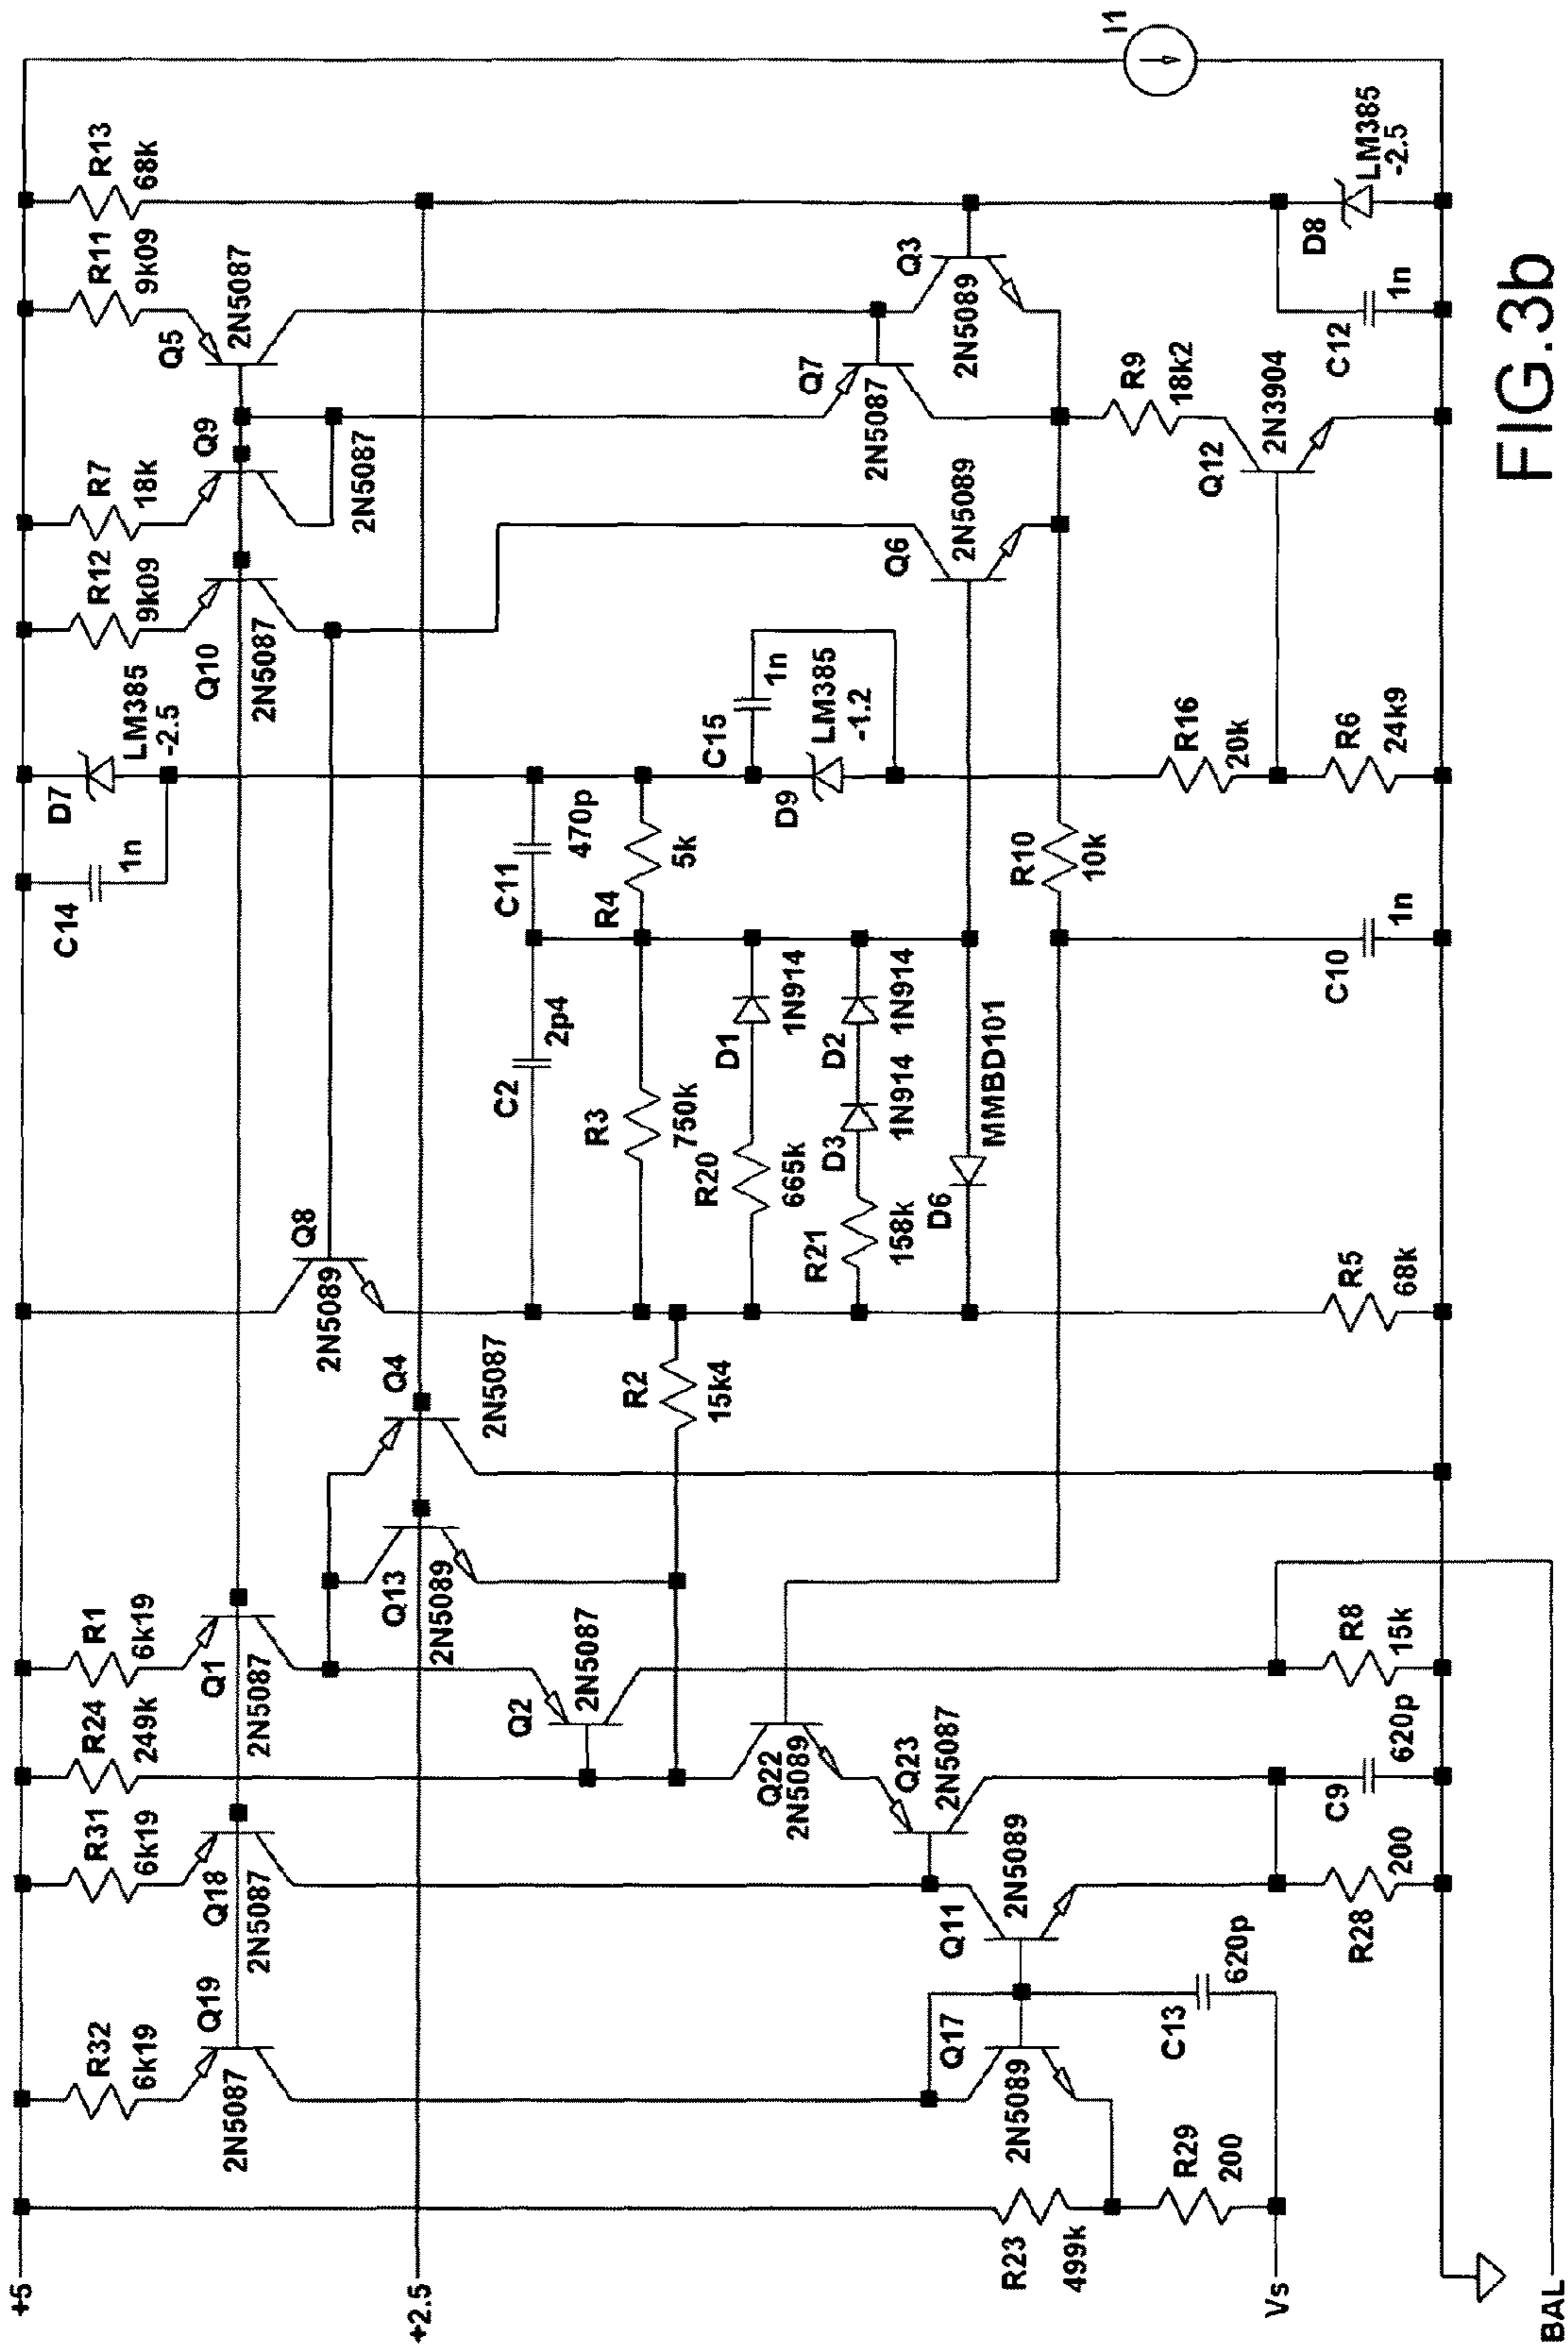 +5
+2.5
Vs
BAL
R32
6k19
Q19
2N5087
R23
499k
R29
200
Q17
2N5089
C13
620p
R31
6k19
Q18
2N5087
Q11
2N5089
R28
200
R24
249k
Q22
2N5089
Q23
2N5087
C9
620p
R1
6k19
Q1
2N5087
Q2
2N5087
R8
15k
Q13
2N5089
Q4
2N5087
R2
15k4
Q8
2N5089
R5
68k
C2
2p4
R3
750k
R20
665k
D1
1N914
R21
158k
D3
1N914
D2
1N914
D6
MMBD101
C14
1n
D7
LM385
-2.5
C11
470p
R4
5k
C15
1n
D9
LM385
-1.2
R10
10k
C10
1n
R16
20k
R6
24k9
R12
9k09
Q10
2N5087
R7
18k
Q9
2N5087
Q6
2N5089
Q7
2N5087
R9
18k2
Q12
2N3904
R11
9k09
Q5
2N5087
R13
68k
Q3
2N5089
C12
1n
D8
LM385
-2.5
I1
FIG.3b